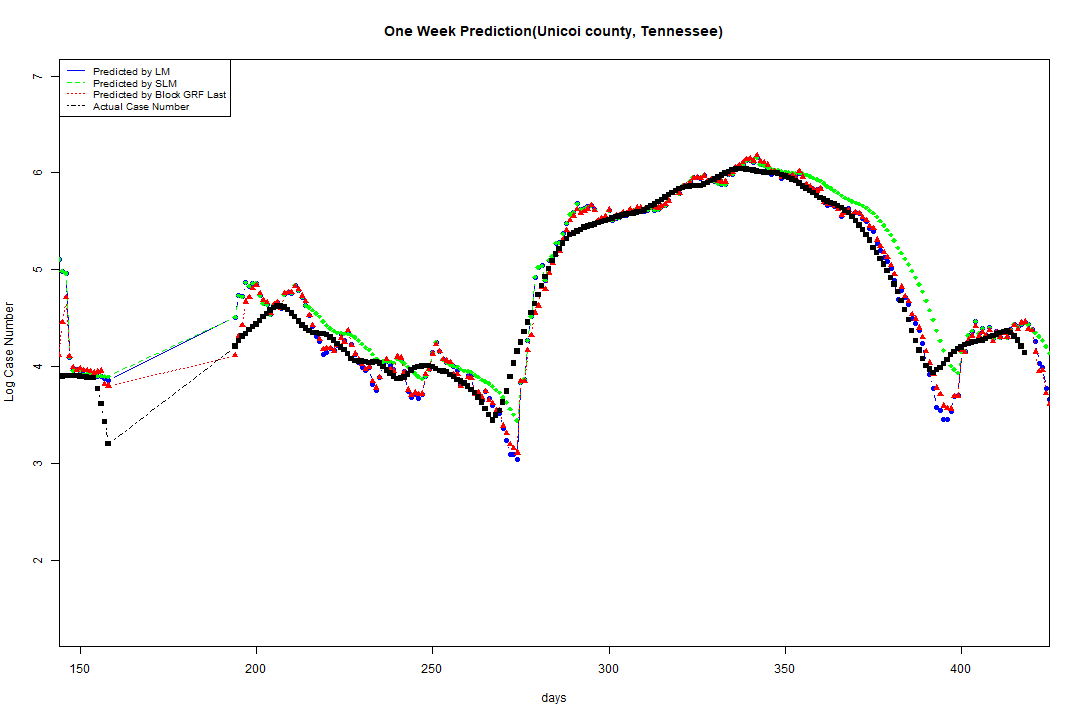 One Week Prediction(Unicoi county, Tennessee)
Predicted by LM
Predicted by SLM
Predicted by Block GRF Last
Actual Case Number
7
6
5
4
3
2
Log Case Number
150 200 250 300 350 400
days